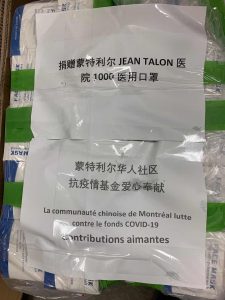 捐赠蒙特利尔 JEAN TALON 医
院 1000 医用口罩
蒙特利尔华人社区
抗疫情基金爱心奉献
La communauté chinoise de Montréal lutte
contre le fonds COVID-19
Contributions aimantes
MASK